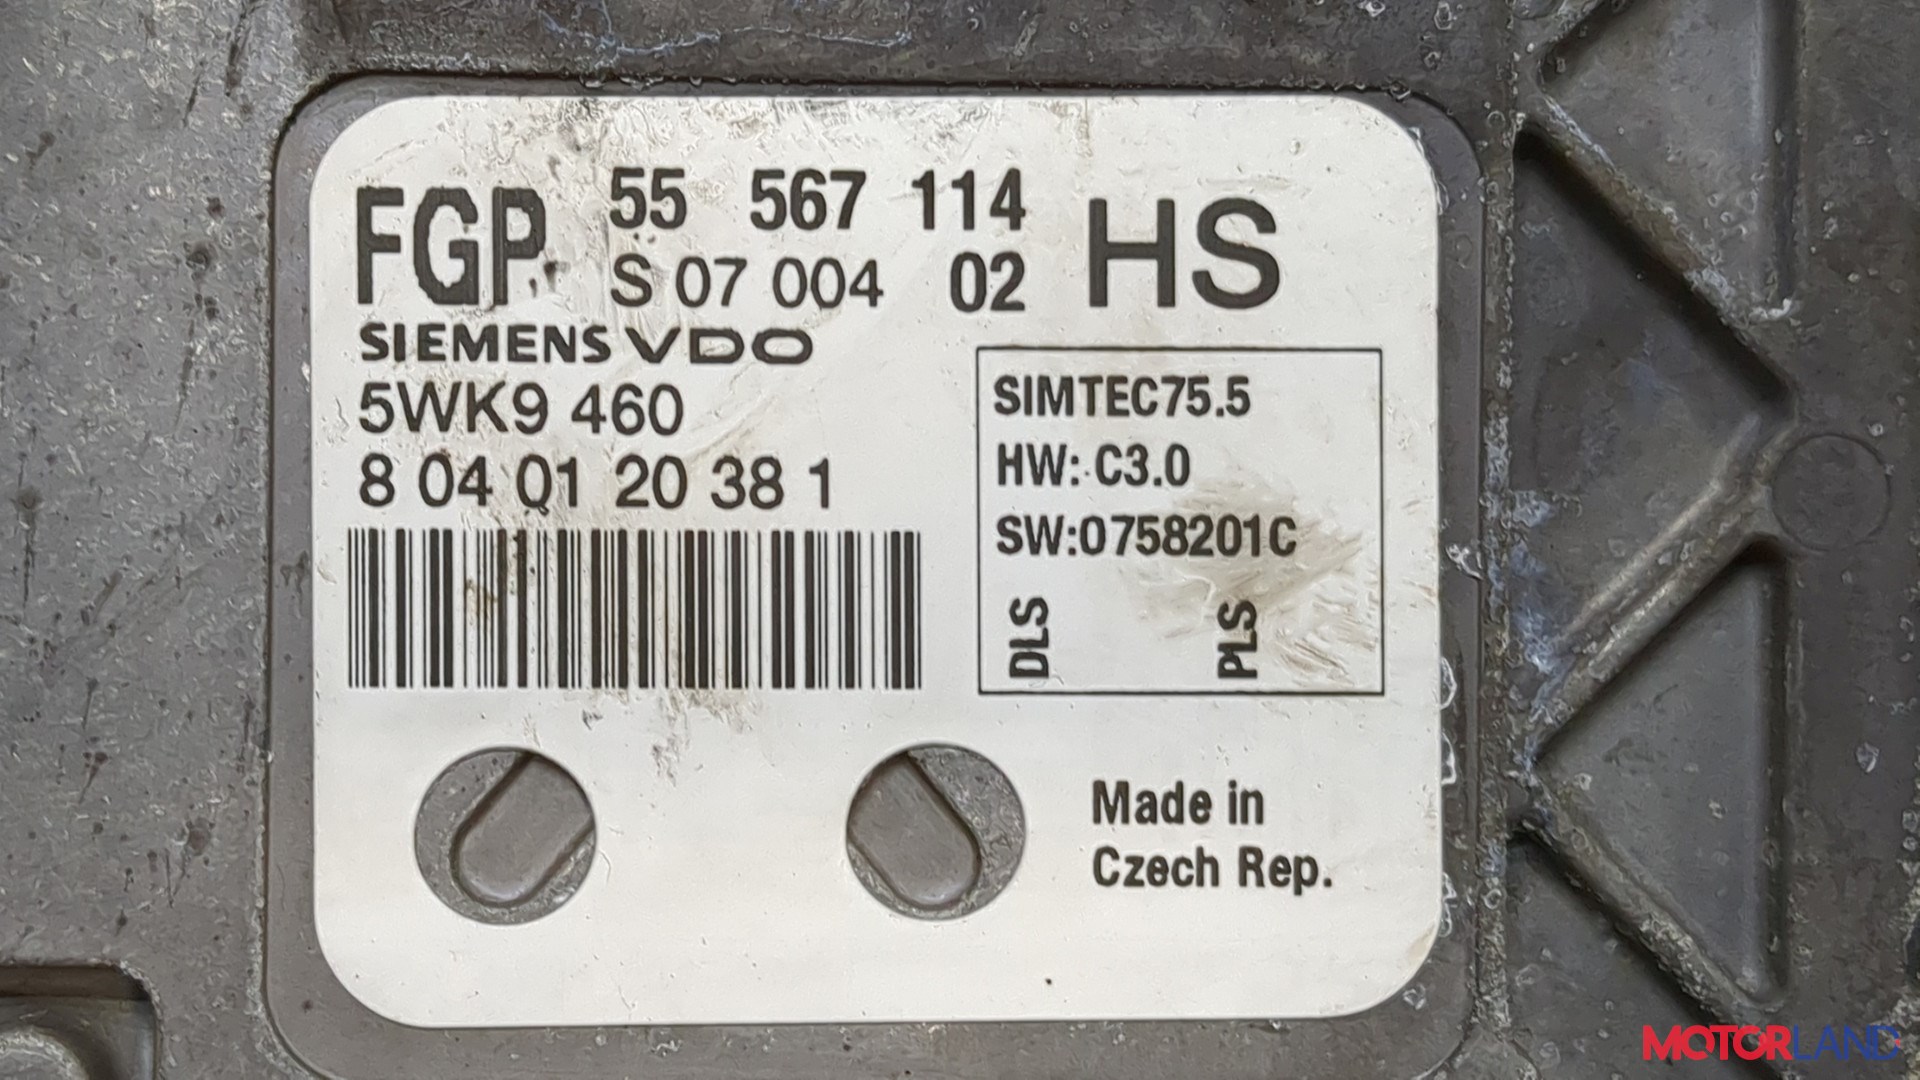 FGP 55 567 114 HS
S 07 004 02
SIEMENS VDO
5WK9 460
8 04 01 20 38 1
SIMTEC75.5
HW: C3.0
SW:0758201C
DLS PLS
Made in
Czech Rep.
MOTORLAND